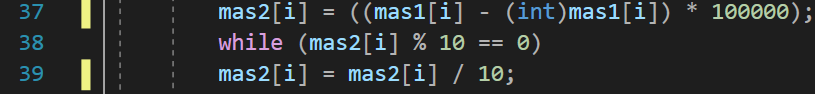 37 mas2[i] = ((mas1[i] - (int)mas1[i]) * 100000);
38 while (mas2[i] % 10 == 0)
39 mas2[i] = mas2[i] / 10;